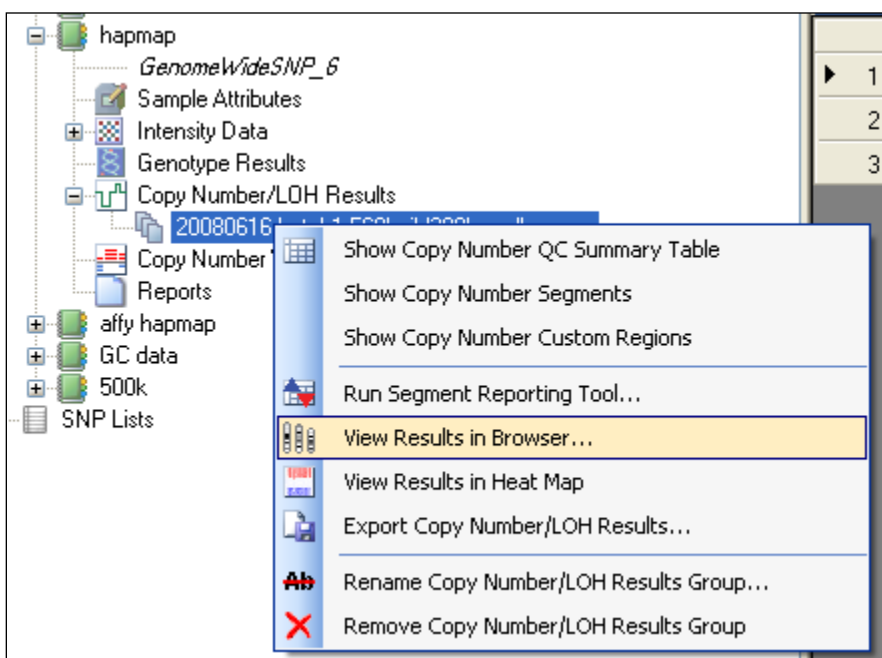 hapmap
GenomeWideSNP_6
Sample Attributes
Intensity Data
Genotype Results
Copy Number/LOH Results
20080616
Copy Number
Reports
affy hapmap
GC data
500k
SNP Lists
1
2
3
Show Copy Number QC Summary Table
Show Copy Number Segments
Show Copy Number Custom Regions
Run Segment Reporting Tool...
View Results in Browser...
View Results in Heat Map
Export Copy Number/LOH Results...
Ab
Rename Copy Number/LOH Results Group...
Remove Copy Number/LOH Results Group